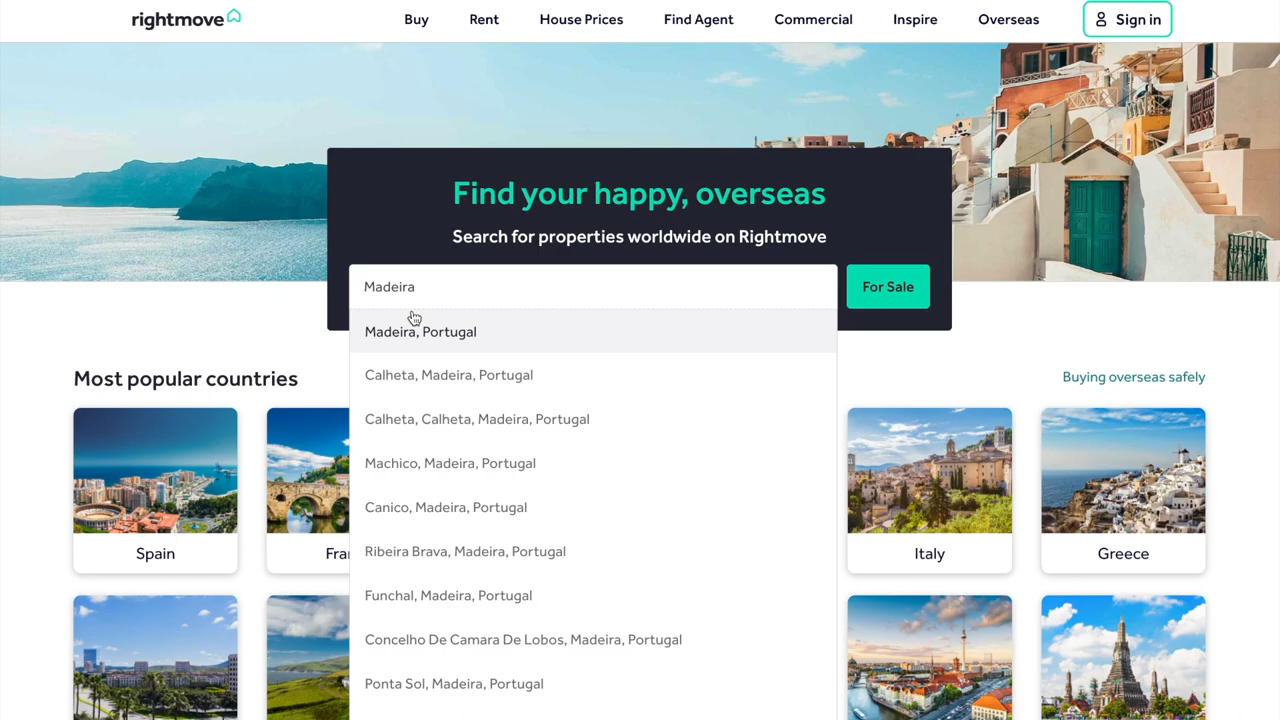 rightmove
Buy
Rent
House Prices
Find Agent
Commercial
Inspire
Overseas
Sign in
Find your happy, overseas
Search for properties worldwide on Rightmove
Madeira
For Sale
Madeira, Portugal
Calheta, Madeira, Portugal
Calheta, Calheta, Madeira, Portugal
Machico, Madeira, Portugal
Canico, Madeira, Portugal
Ribeira Brava, Madeira, Portugal
Funchal, Madeira, Portugal
Concelho De Camara De Lobos, Madeira, Portugal
Ponta Sol, Madeira, Portugal
Most popular countries
Buying overseas safely
Spain
Fra
Italy
Greece